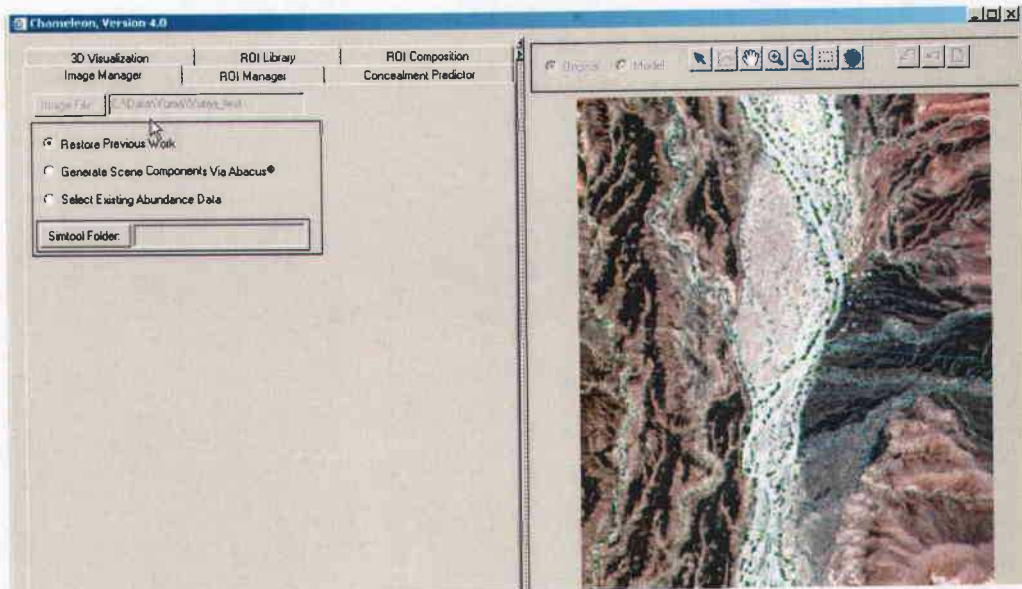 Chameleon, Version 4.0
3D Visualization ROI Library ROI Composition
Image Manager ROI Manager Concealment Predictor
Image File:
Original Model
Restore Previous Work
Generate Scene Components Via Abacus®
Select Existing Abundance Data
Simtool Folder: